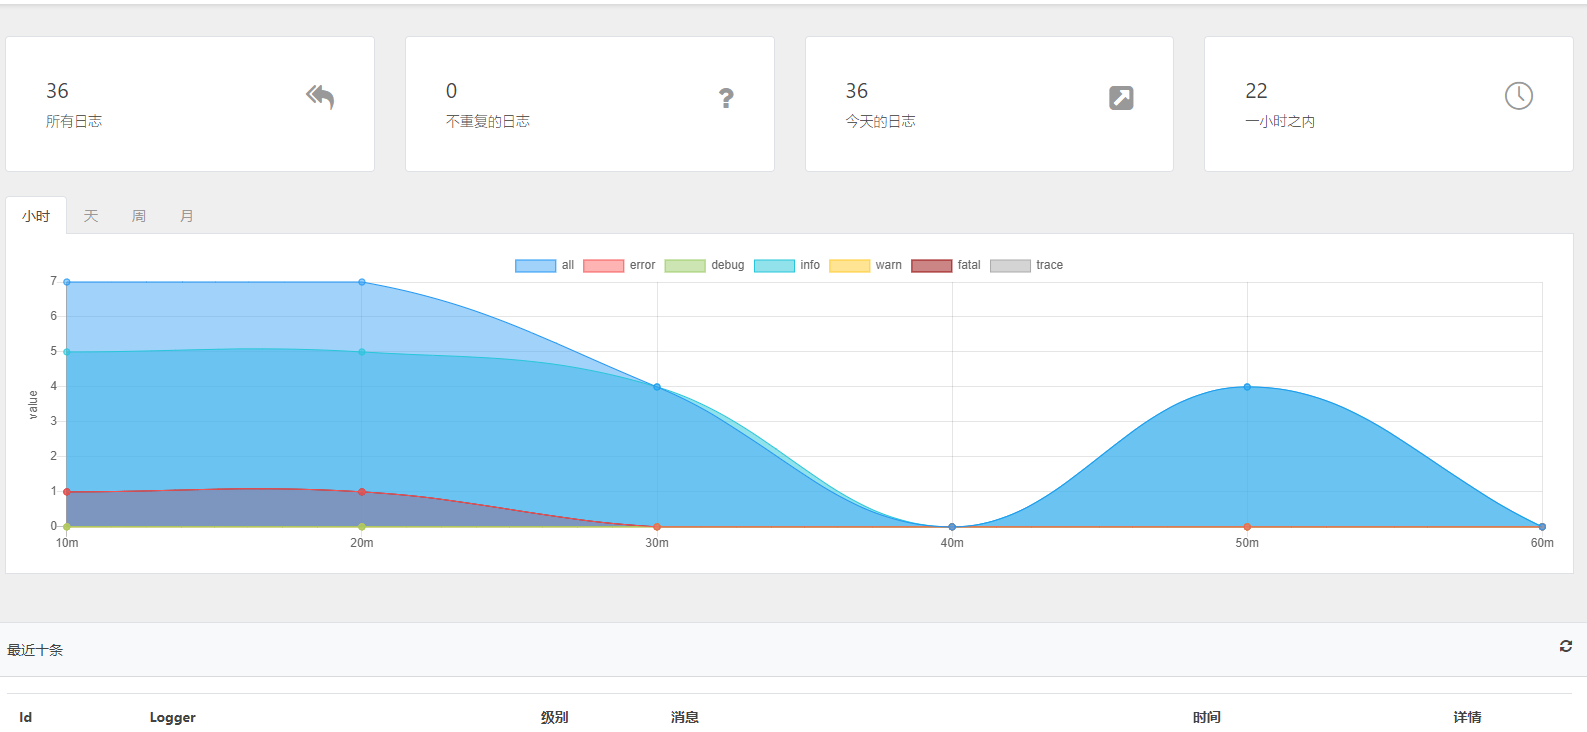 36
所有日志
0
不重复的日志
36
今天的日志
22
一小时之内
小时 天 周 月
all error debug info warn fatal trace
value
7
6
5
4
3
2
1
0
10m 20m 30m 40m 50m 60m
最近十条
Id Logger 级别 消息 时间 详情